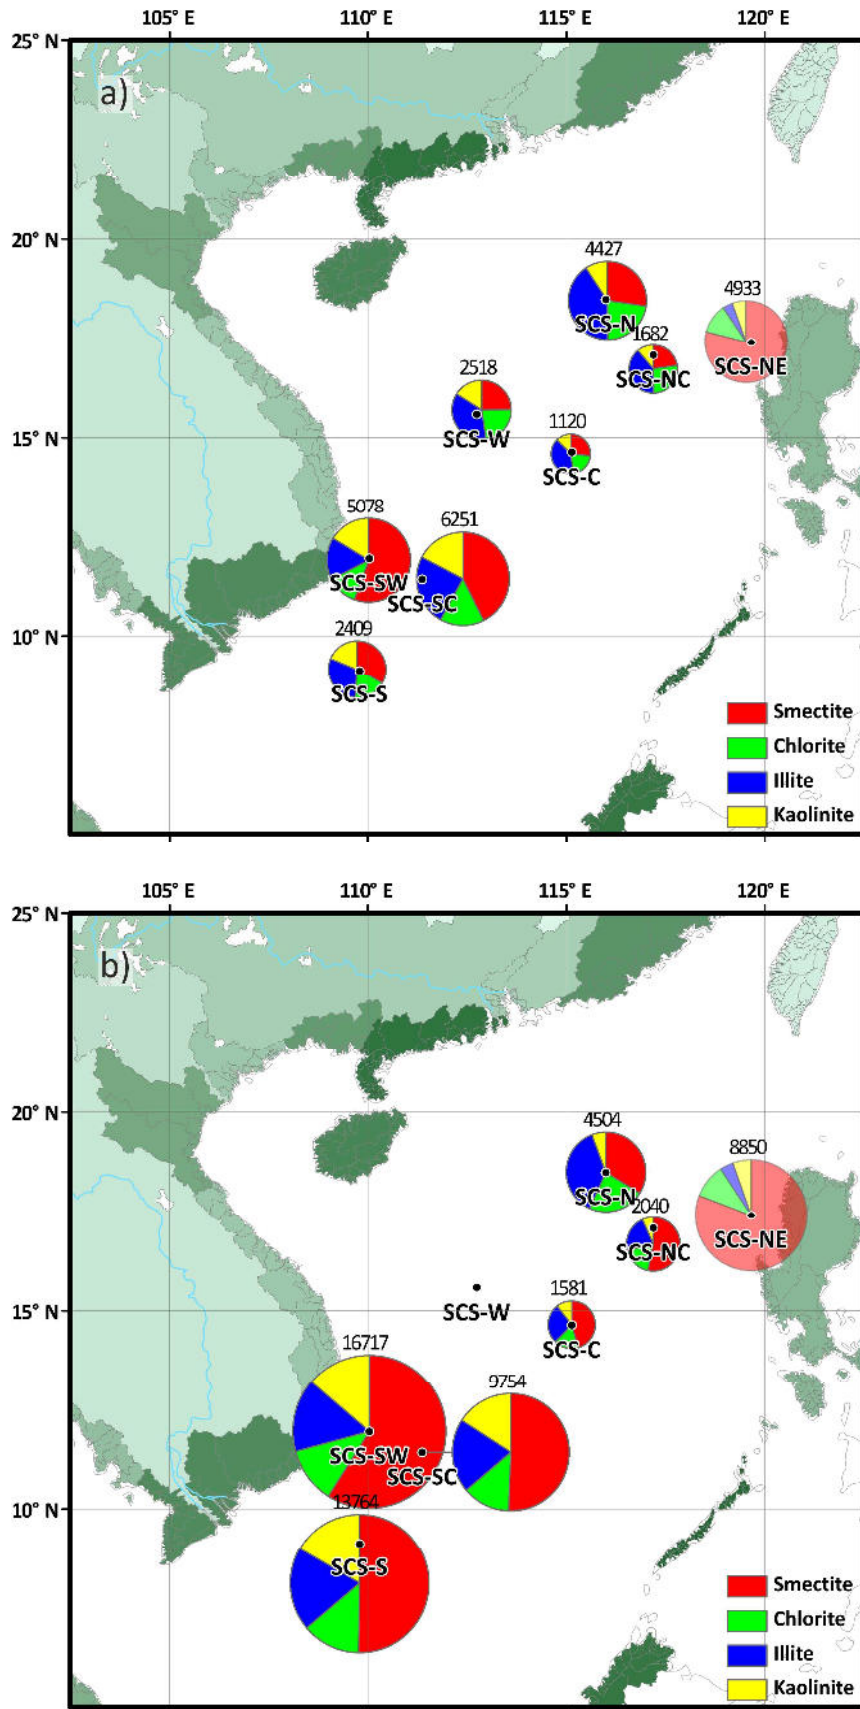 105° E 110° E 115° E 120° E
25° N
a)
20° N
4427
4933
SCS-N
1682
SCS-NE
SCS-NC
2518
15° N
1120
SCS-W
SCS-C
5078
6251
SCS-SW
SCS-SC
10° N
2409
SCS-S
Smectite
Chlorite
Illite
Kaolinite
105° E 110° E 115° E 120° E
25° N
b)
20° N
4504
8850
SCS-N
2040
SCS-NE
SCS-NC
1581
15° N
SCS-W
16717
SCS-C
9754
SCS-SW
SCS-SC
13764
10° N
SCS-S
Smectite
Chlorite
Illite
Kaolinite